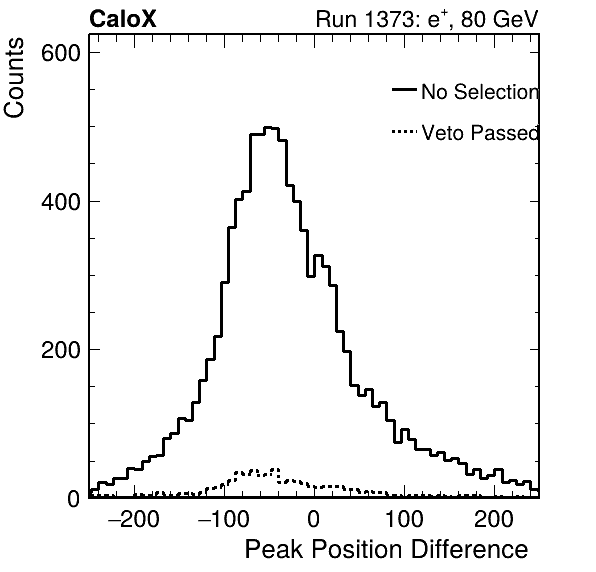 CaloX Run 1373: e⁺, 80 GeV
Counts
600
No Selection
Veto Passed
400
200
0
−200 −100 0 100 200
Peak Position Difference